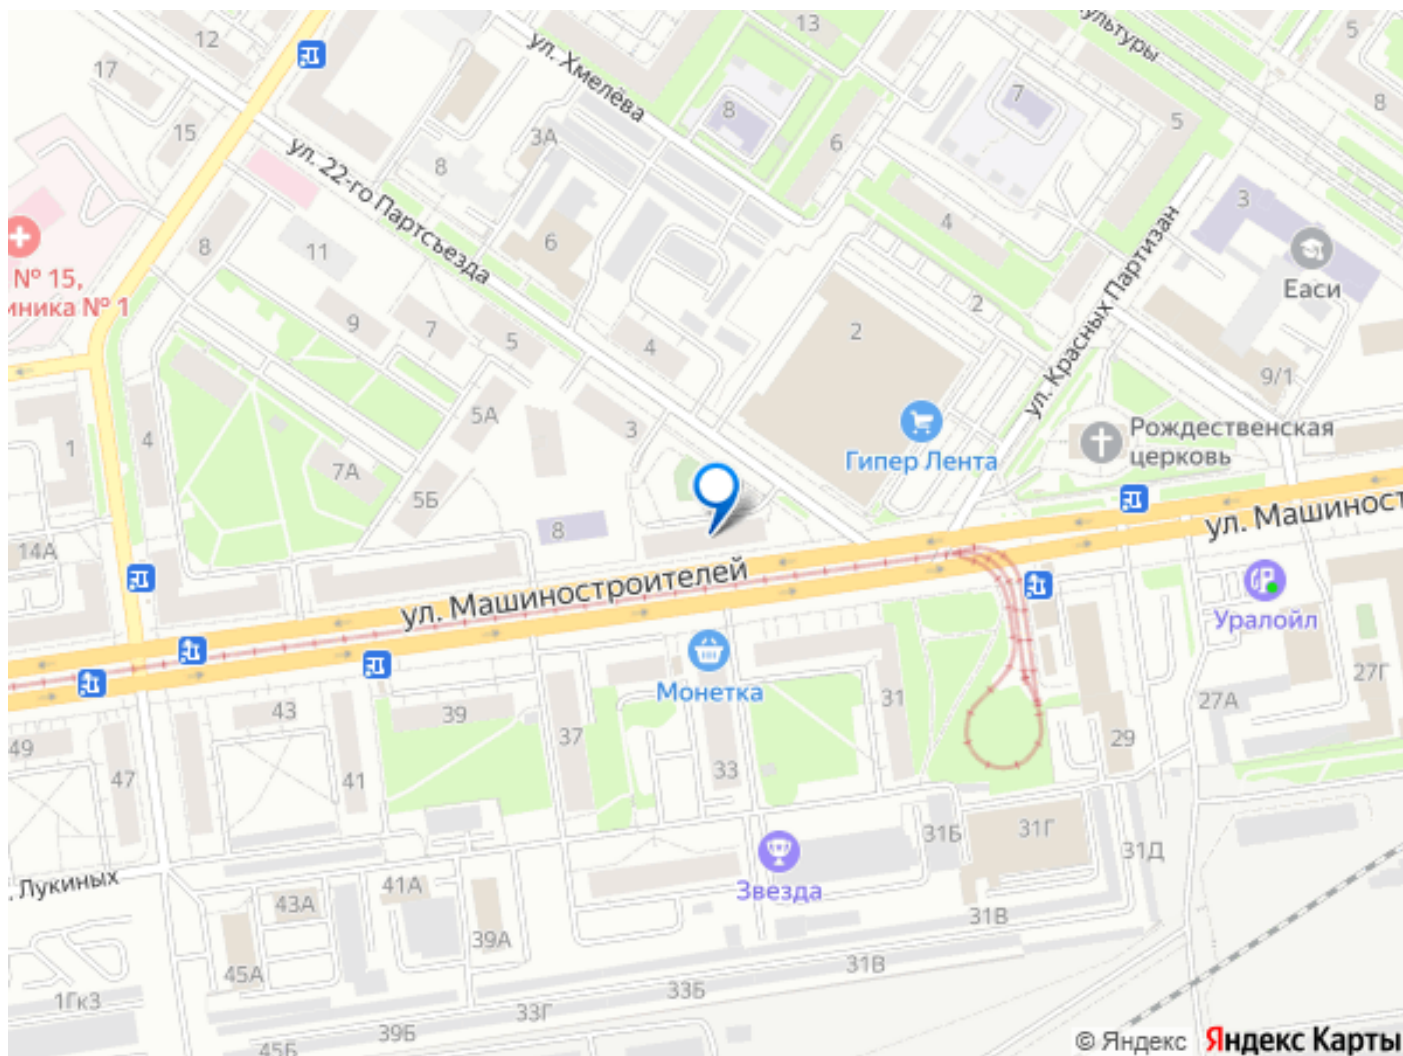 12
13
ультуры
5
17
ул. Хмелёва
8
7
8
15
3А
6
5
ул. 22-го Партсъезда
8
4
3
8
11
6
ул. Красных Партизан
Еаси
№ 15,
иника № 1
9
7
5
4
2
2
9/1
1
4
5А
3
Гипер Лента
Рождественская
церковь
7А
5Б
8
14А
ул. Машиност
ул. Машиностроителей
Уралойл
Монетка
43
39
37
31
27А
27Г
49
47
41
33
29
31Б
31Г
31Д
Лукиных
41А
Звезда
43А
39А
31В
45А
31В
1Гк3
33Б
33Г
39Б
45Б
© Яндекс Яндекс Карты